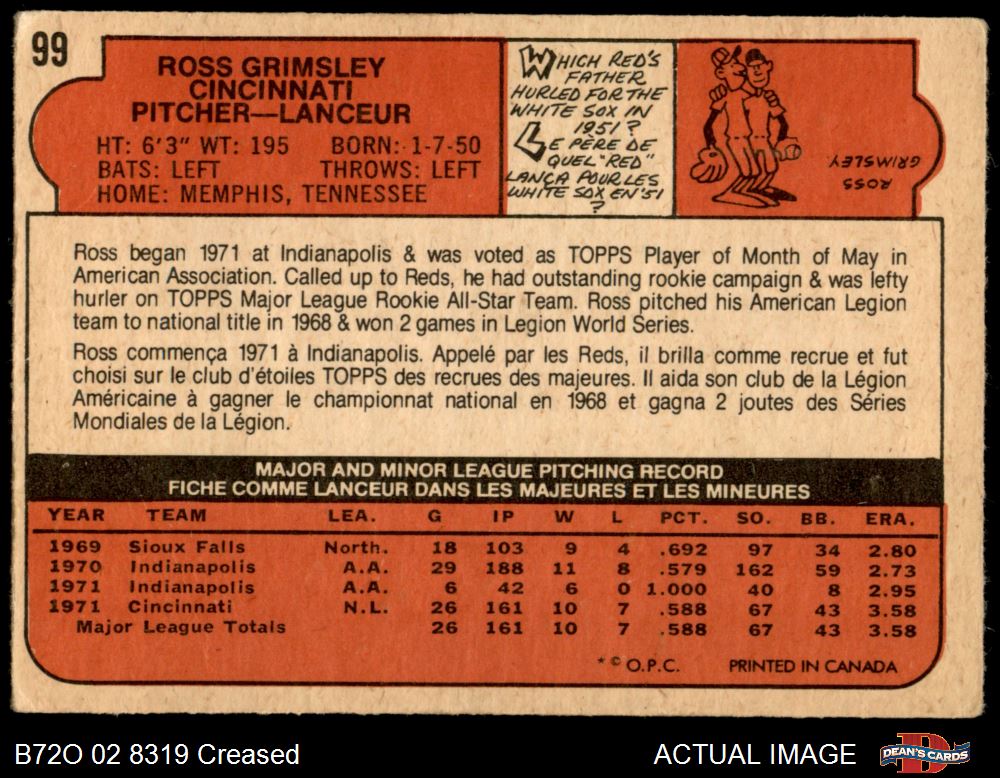 99
ROSS GRIMSLEY
CINCINNATI
PITCHER—LANCEUR
HT: 6'3" WT: 195 BORN: 1-7-50
BATS: LEFT THROWS: LEFT
HOME: MEMPHIS, TENNESSEE
WHICH RED'S
FATHER
HURLED FOR THE
WHITE SOX IN
1951?
LE PÈRE DE
QUEL "RED"
LANÇA POUR LES
WHITE SOX EN '51
?
ROSS
GRIMSLEY
Ross began 1971 at Indianapolis & was voted as TOPPS Player of Month of May in
American Association. Called up to Reds, he had outstanding rookie campaign & was lefty
hurler on TOPPS Major League Rookie All-Star Team. Ross pitched his American Legion
team to national title in 1968 & won 2 games in Legion World Series.
Ross commença 1971 à Indianapolis. Appelé par les Reds, il brilla comme recrue et fut
choisi sur le club d'étoiles TOPPS des recrues des majeures. Il aida son club de la Légion
Américaine à gagner le championnat national en 1968 et gagna 2 joutes des Séries
Mondiales de la Légion.
MAJOR AND MINOR LEAGUE PITCHING RECORD
FICHE COMME LANCEUR DANS LES MAJEURES ET LES MINEURES
YEAR TEAM LEA. G IP W L PCT. SO. BB. ERA.
1969 Sioux Falls North. 18 103 9 4 .692 97 34 2.80
1970 Indianapolis A.A. 29 188 11 8 .579 162 59 2.73
1971 Indianapolis A.A. 6 42 6 0 1.000 40 8 2.95
1971 Cincinnati N.L. 26 161 10 7 .588 67 43 3.58
Major League Totals 26 161 10 7 .588 67 43 3.58
* © O.P.C. PRINTED IN CANADA
B72O 02 8319 Creased
ACTUAL IMAGE
DEAN'S CARDS